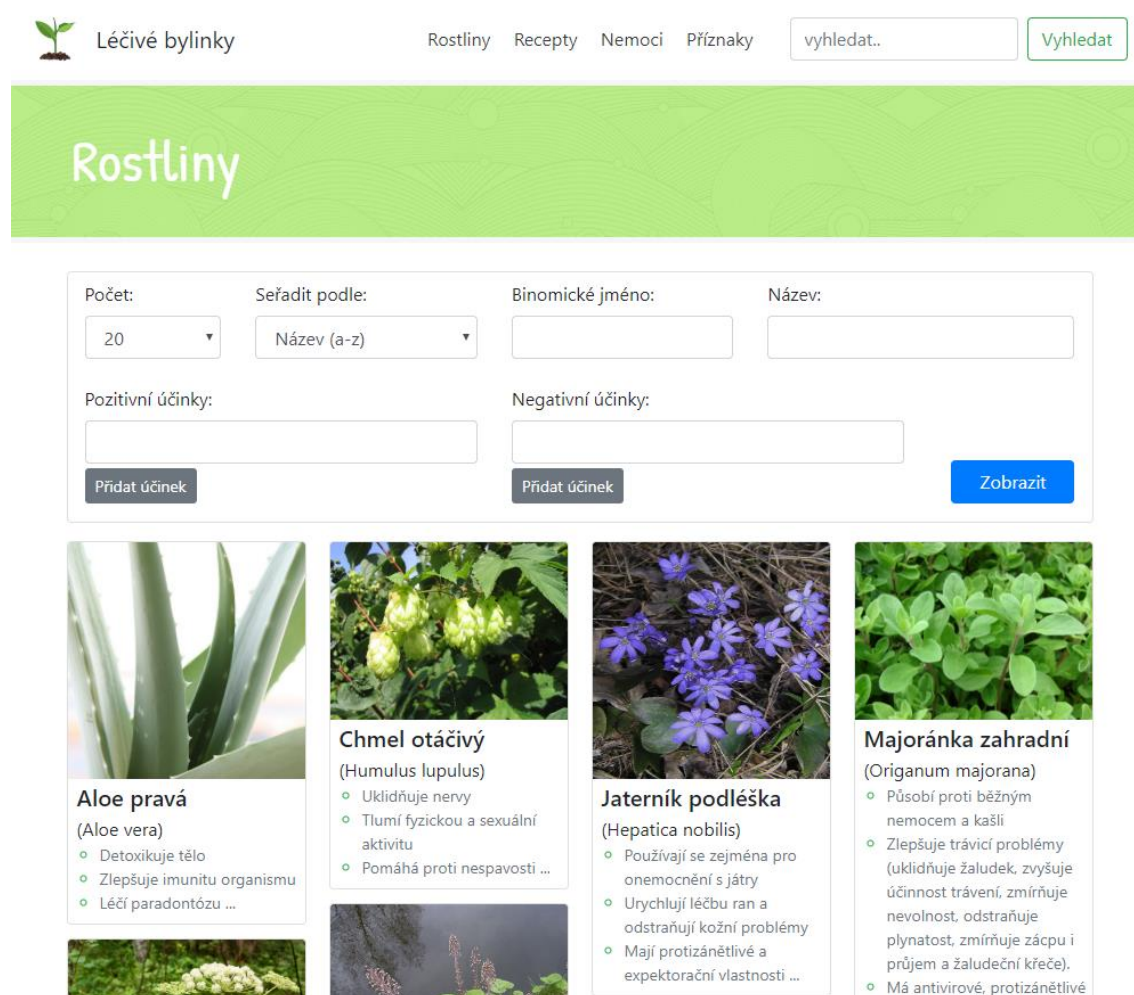 Léčivé bylinky
Rostliny Recepty Nemoci Příznaky vyhledat.. Vyhledat
Rostliny
Počet: Seřadit podle: Binomické jméno: Název:
20 Název (a-z)
Pozitivní účinky: Negativní účinky:
Přidat účinek Přidat účinek Zobrazit
Aloe pravá
(Aloe vera)
Detoxikuje tělo
Zlepšuje imunitu organismu
Léčí paradontózu ...
Chmel otáčivý
(Humulus lupulus)
Uklidňuje nervy
Tlumí fyzickou a sexuální
aktivitu
Pomáhá proti nespavosti ...
Jaterník podléška
(Hepatica nobilis)
Používají se zejména pro
onemocnění s játry
Urychlují léčbu ran a
odstraňují kožní problémy
Mají protizánětlivé a
expektorační vlastnosti ...
Majoránka zahradní
(Origanum majorana)
Působí proti běžným
nemocem a kašli
Zlepšuje trávicí problémy
(uklidňuje žaludek, zvyšuje
účinnost trávení, zmírňuje
nevolnost, odstraňuje
plynatost, zmírňuje zácpu i
průjem a žaludeční křeče).
Má antivirové, protizánětlivé